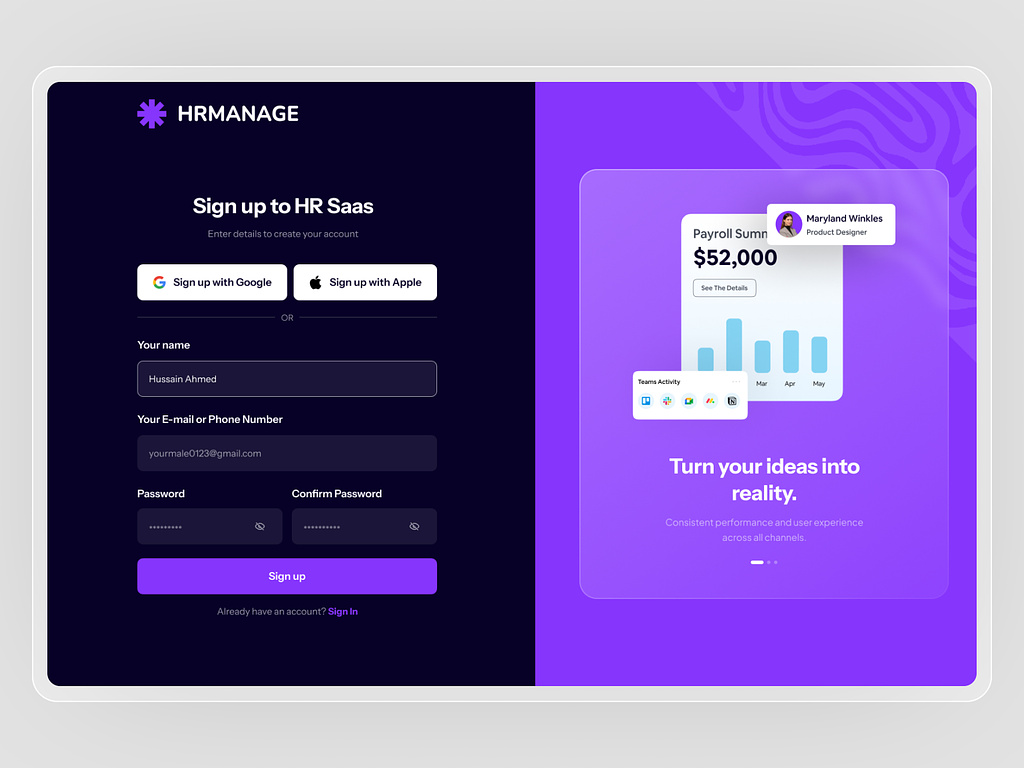 HRMANAGE
Sign up to HR Saas
Enter details to create your account
Sign up with Google
Sign up with Apple
OR
Your name
Hussain Ahmed
Your E-mail or Phone Number
yourmale0123@gmail.com
Password
Confirm Password
Sign up
Already have an account? Sign In
Maryland Winkles
Product Designer
Payroll Summ
$52,000
See The Details
Mar
Apr
May
Teams Activity
Turn your ideas into
reality.
Consistent performance and user experience
across all channels.